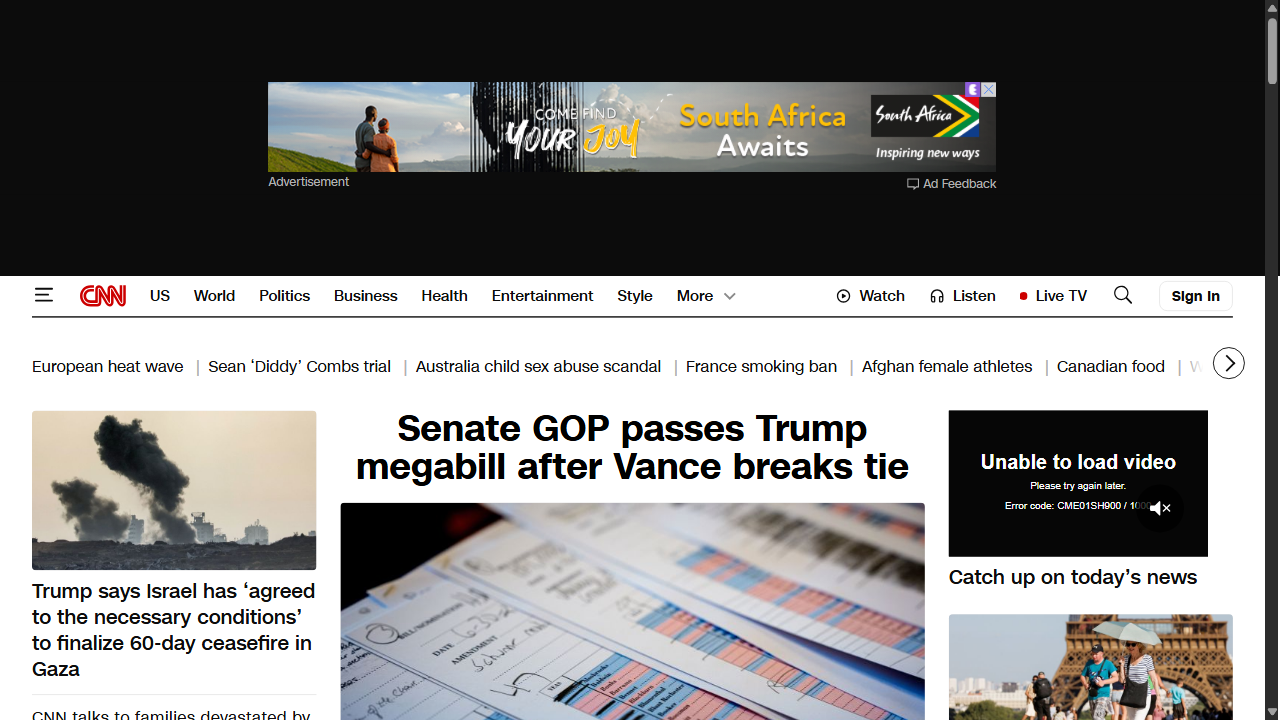 COME FIND
YOUR JOY
South Africa
Awaits
South Africa
Inspiring new ways
Advertisement
Ad Feedback
CNN
US
World
Politics
Business
Health
Entertainment
Style
More
Watch
Listen
Live TV
Sign in
European heat wave
Sean ‘Diddy’ Combs trial
Australia child sex abuse scandal
France smoking ban
Afghan female athletes
Canadian food
Trump says Israel has ‘agreed
to the necessary conditions’
to finalize 60-day ceasefire in
Gaza
CNN talks to families devastated by
Senate GOP passes Trump
megabill after Vance breaks tie
BILL/NOMINATION
AMENDMENT
Unable to load video
Please try again later.
Error code: CME01SH900 / 1000
Catch up on today’s news